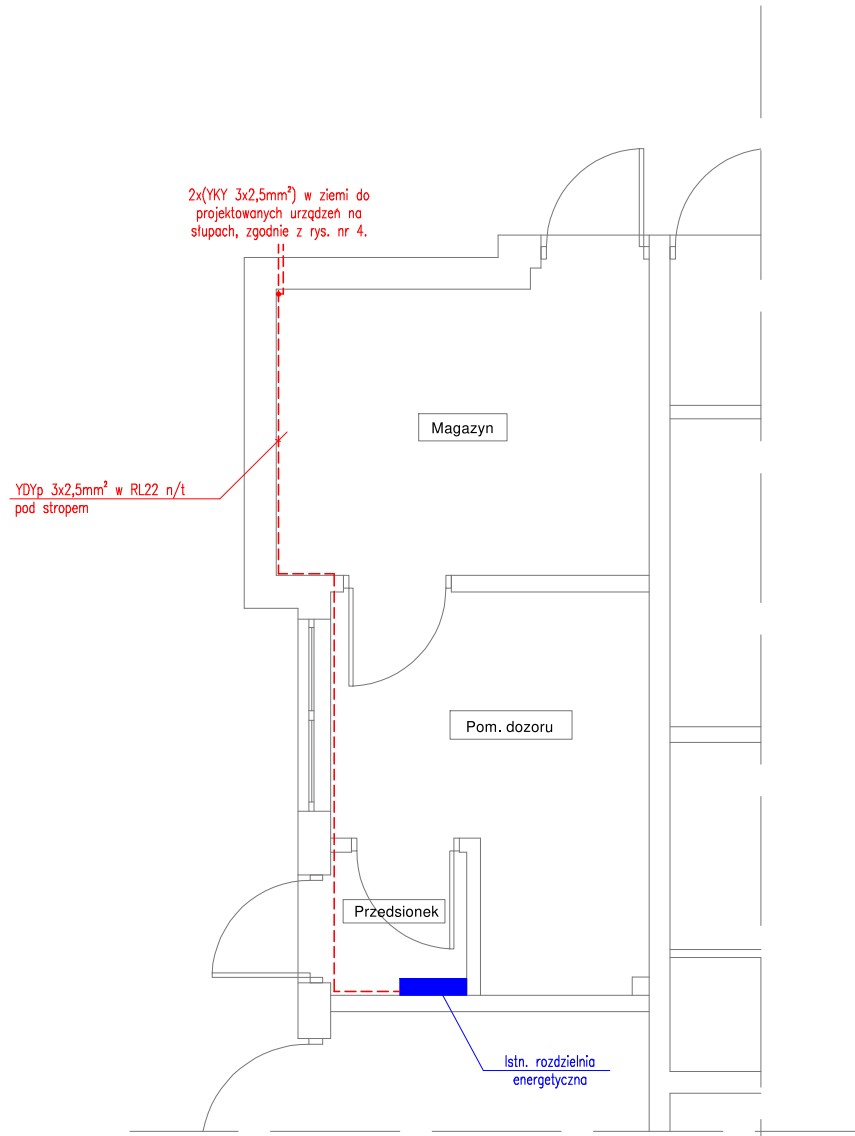 2x(YKY 3x2,5mm²) w ziemi do
projektowanych urządzeń na
słupach, zgodnie z rys. nr 4.
Magazyn
YDYp 3x2,5mm² w RL22 n/t
pod stropem
Pom. dozoru
Przedsionek
Istn. rozdzielnia
energetyczna